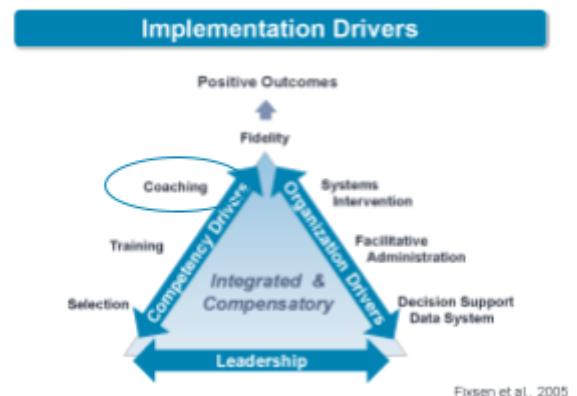 Implementation Drivers
Positive Outcomes
Fidelity
Coaching
Training
Selection
Competency Drivers
Organization Drivers
Systems
Intervention
Facilitative
Administration
Decision Support
Data System
Integrated &
Compensatory
Leadership
Fixsen et al., 2005